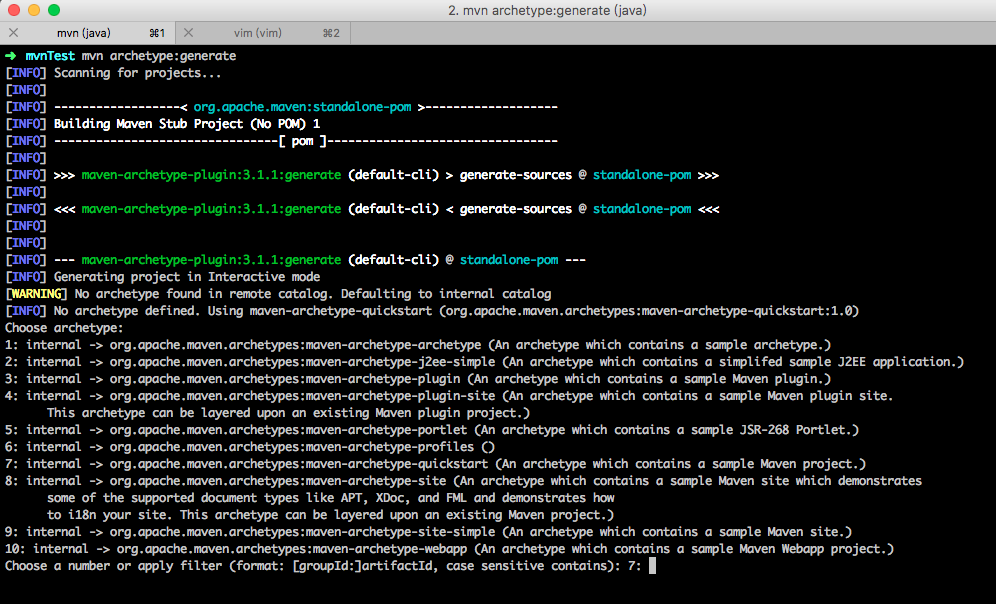 2. mvn archetype:generate (java)
mvn (java) ⌘1 vim (vim) ⌘2
➜ mvnTest mvn archetype:generate
[INFO] Scanning for projects...
[INFO]
[INFO] ------------------< org.apache.maven:standalone-pom >-------------------
[INFO] Building Maven Stub Project (No POM) 1
[INFO] --------------------------------[ pom ]---------------------------------
[INFO]
[INFO] >>> maven-archetype-plugin:3.1.1:generate (default-cli) > generate-sources @ standalone-pom >>>
[INFO]
[INFO] <<< maven-archetype-plugin:3.1.1:generate (default-cli) < generate-sources @ standalone-pom <<<
[INFO]
[INFO]
[INFO] --- maven-archetype-plugin:3.1.1:generate (default-cli) @ standalone-pom ---
[INFO] Generating project in Interactive mode
[WARNING] No archetype found in remote catalog. Defaulting to internal catalog
[INFO] No archetype defined. Using maven-archetype-quickstart (org.apache.maven.archetypes:maven-archetype-quickstart:1.0)
Choose archetype:
1: internal -> org.apache.maven.archetypes:maven-archetype-archetype (An archetype which contains a sample archetype.)
2: internal -> org.apache.maven.archetypes:maven-archetype-j2ee-simple (An archetype which contains a simplifed sample J2EE application.)
3: internal -> org.apache.maven.archetypes:maven-archetype-plugin (An archetype which contains a sample Maven plugin.)
4: internal -> org.apache.maven.archetypes:maven-archetype-plugin-site (An archetype which contains a sample Maven plugin site.
This archetype can be layered upon an existing Maven plugin project.)
5: internal -> org.apache.maven.archetypes:maven-archetype-portlet (An archetype which contains a sample JSR-268 Portlet.)
6: internal -> org.apache.maven.archetypes:maven-archetype-profiles ()
7: internal -> org.apache.maven.archetypes:maven-archetype-quickstart (An archetype which contains a sample Maven project.)
8: internal -> org.apache.maven.archetypes:maven-archetype-site (An archetype which contains a sample Maven site which demonstrates
some of the supported document types like APT, XDoc, and FML and demonstrates how
to i18n your site. This archetype can be layered upon an existing Maven project.)
9: internal -> org.apache.maven.archetypes:maven-archetype-site-simple (An archetype which contains a sample Maven site.)
10: internal -> org.apache.maven.archetypes:maven-archetype-webapp (An archetype which contains a sample Maven Webapp project.)
Choose a number or apply filter (format: [groupId:]artifactId, case sensitive contains): 7: